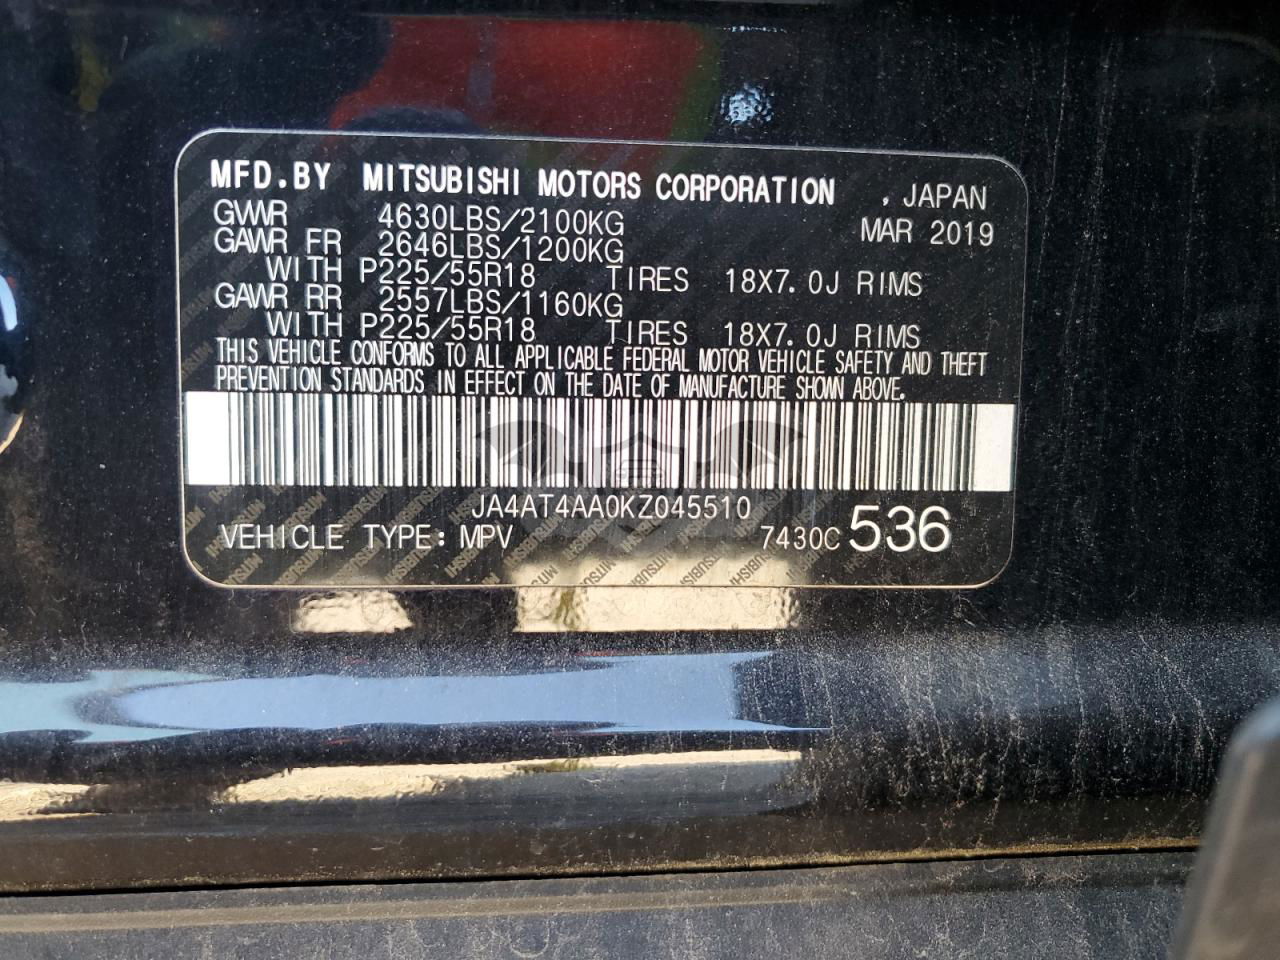 MFD.BY MITSUBISHI MOTORS CORPORATION , JAPAN
GVWR 4630LBS/2100KG MAR 2019
GAWR FR 2646LBS/1200KG
WITH P225/55R18 TIRES 18X7.0J RIMS
GAWR RR 2557LBS/1160KG
WITH P225/55R18 TIRES 18X7.0J RIMS
THIS VEHICLE CONFORMS TO ALL APPLICABLE FEDERAL MOTOR VEHICLE SAFETY AND THEFT
PREVENTION STANDARDS IN EFFECT ON THE DATE OF MANUFACTURE SHOWN ABOVE.
JA4AT4AA0KZ045510
VEHICLE TYPE: MPV 7430C 536